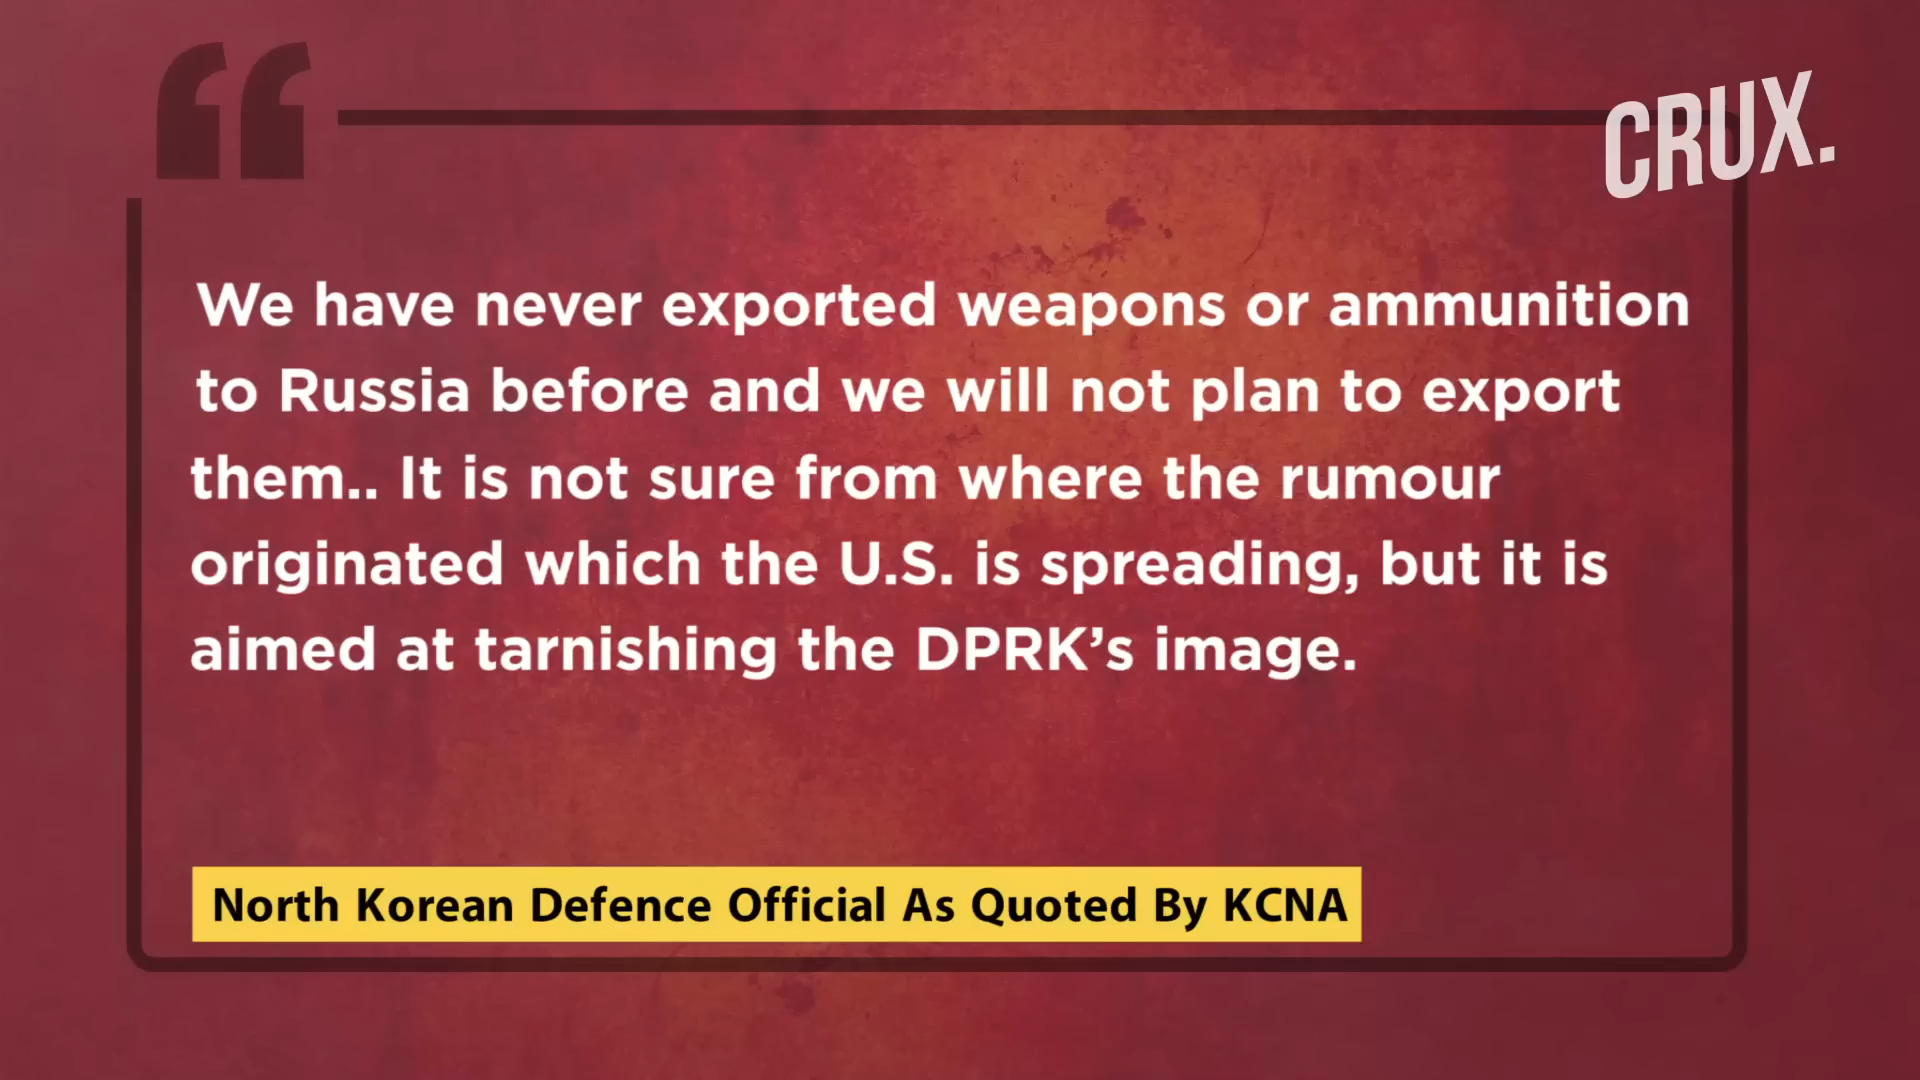 CRUX.
We have never exported weapons or ammunition
to Russia before and we will not plan to export
them.. It is not sure from where the rumour
originated which the U.S. is spreading, but it is
aimed at tarnishing the DPRK’s image.
North Korean Defence Official As Quoted By KCNA